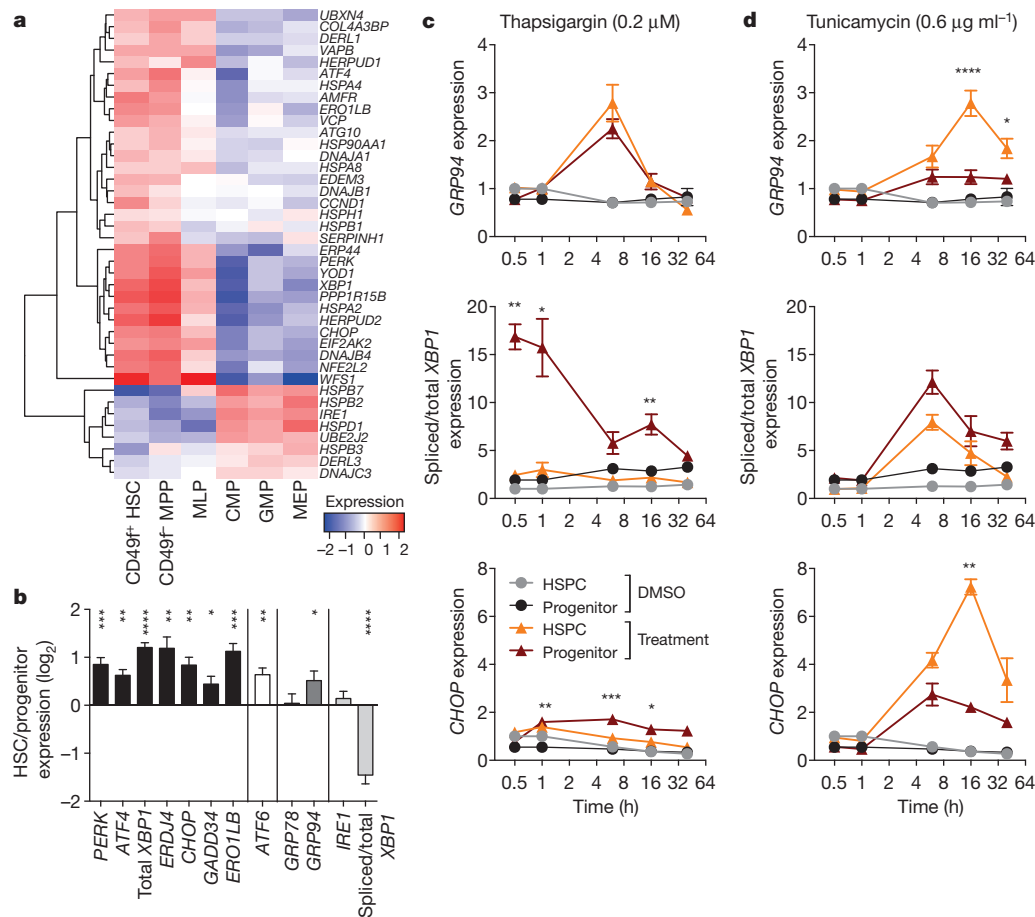 a
UBXN4
COL4A3BP
DERL1
VAPB
HERPUD1
ATF4
HSPA4
AMFR
ERO1LB
VCP
ATG10
HSP90AA1
DNAJA1
HSPA8
EDEM3
DNAJB1
CCND1
HSPH1
HSPB1
SERPINH1
ERP44
PERK
YOD1
XBP1
PPP1R15B
HSPA2
HERPUD2
CHOP
EIF2AK2
DNAJB4
NFE2L2
WFS1
HSPB7
HSPB2
IRE1
HSPD1
UBE2J2
HSPB3
DERL3
DNAJC3
CD49f+ HSC
CD49f– MPP
MLP
CMP
GMP
MEP
Expression
–2 –1 0 1 2
b
HSC/progenitor
expression (log2)
2
1
0
–1
–2
*** ** **** ** ** * *** ** * ****
PERK
ATF4
Total XBP1
ERDJ4
CHOP
GADD34
ERO1LB
ATF6
GRP78
GRP94
IRE1
Spliced/total
XBP1
c
Thapsigargin (0.2 μM)
GRP94 expression
4
3
2
1
0
0.5 1 2 4 8 16 32 64
Spliced/total XBP1
expression
20
15
10
5
0
** * **
0.5 1 2 4 8 16 32 64
CHOP expression
8
6
4
2
0
HSPC
Progenitor
DMSO
HSPC
Progenitor
Treatment
** *** *
0.5 1 2 4 8 16 32 64
Time (h)
d
Tunicamycin (0.6 μg ml–1)
GRP94 expression
4
3
2
1
0
**** *
0.5 1 2 4 8 16 32 64
Spliced/total XBP1
expression
20
15
10
5
0
0.5 1 2 4 8 16 32 64
CHOP expression
8
6
4
2
0
**
0.5 1 2 4 8 16 32 64
Time (h)